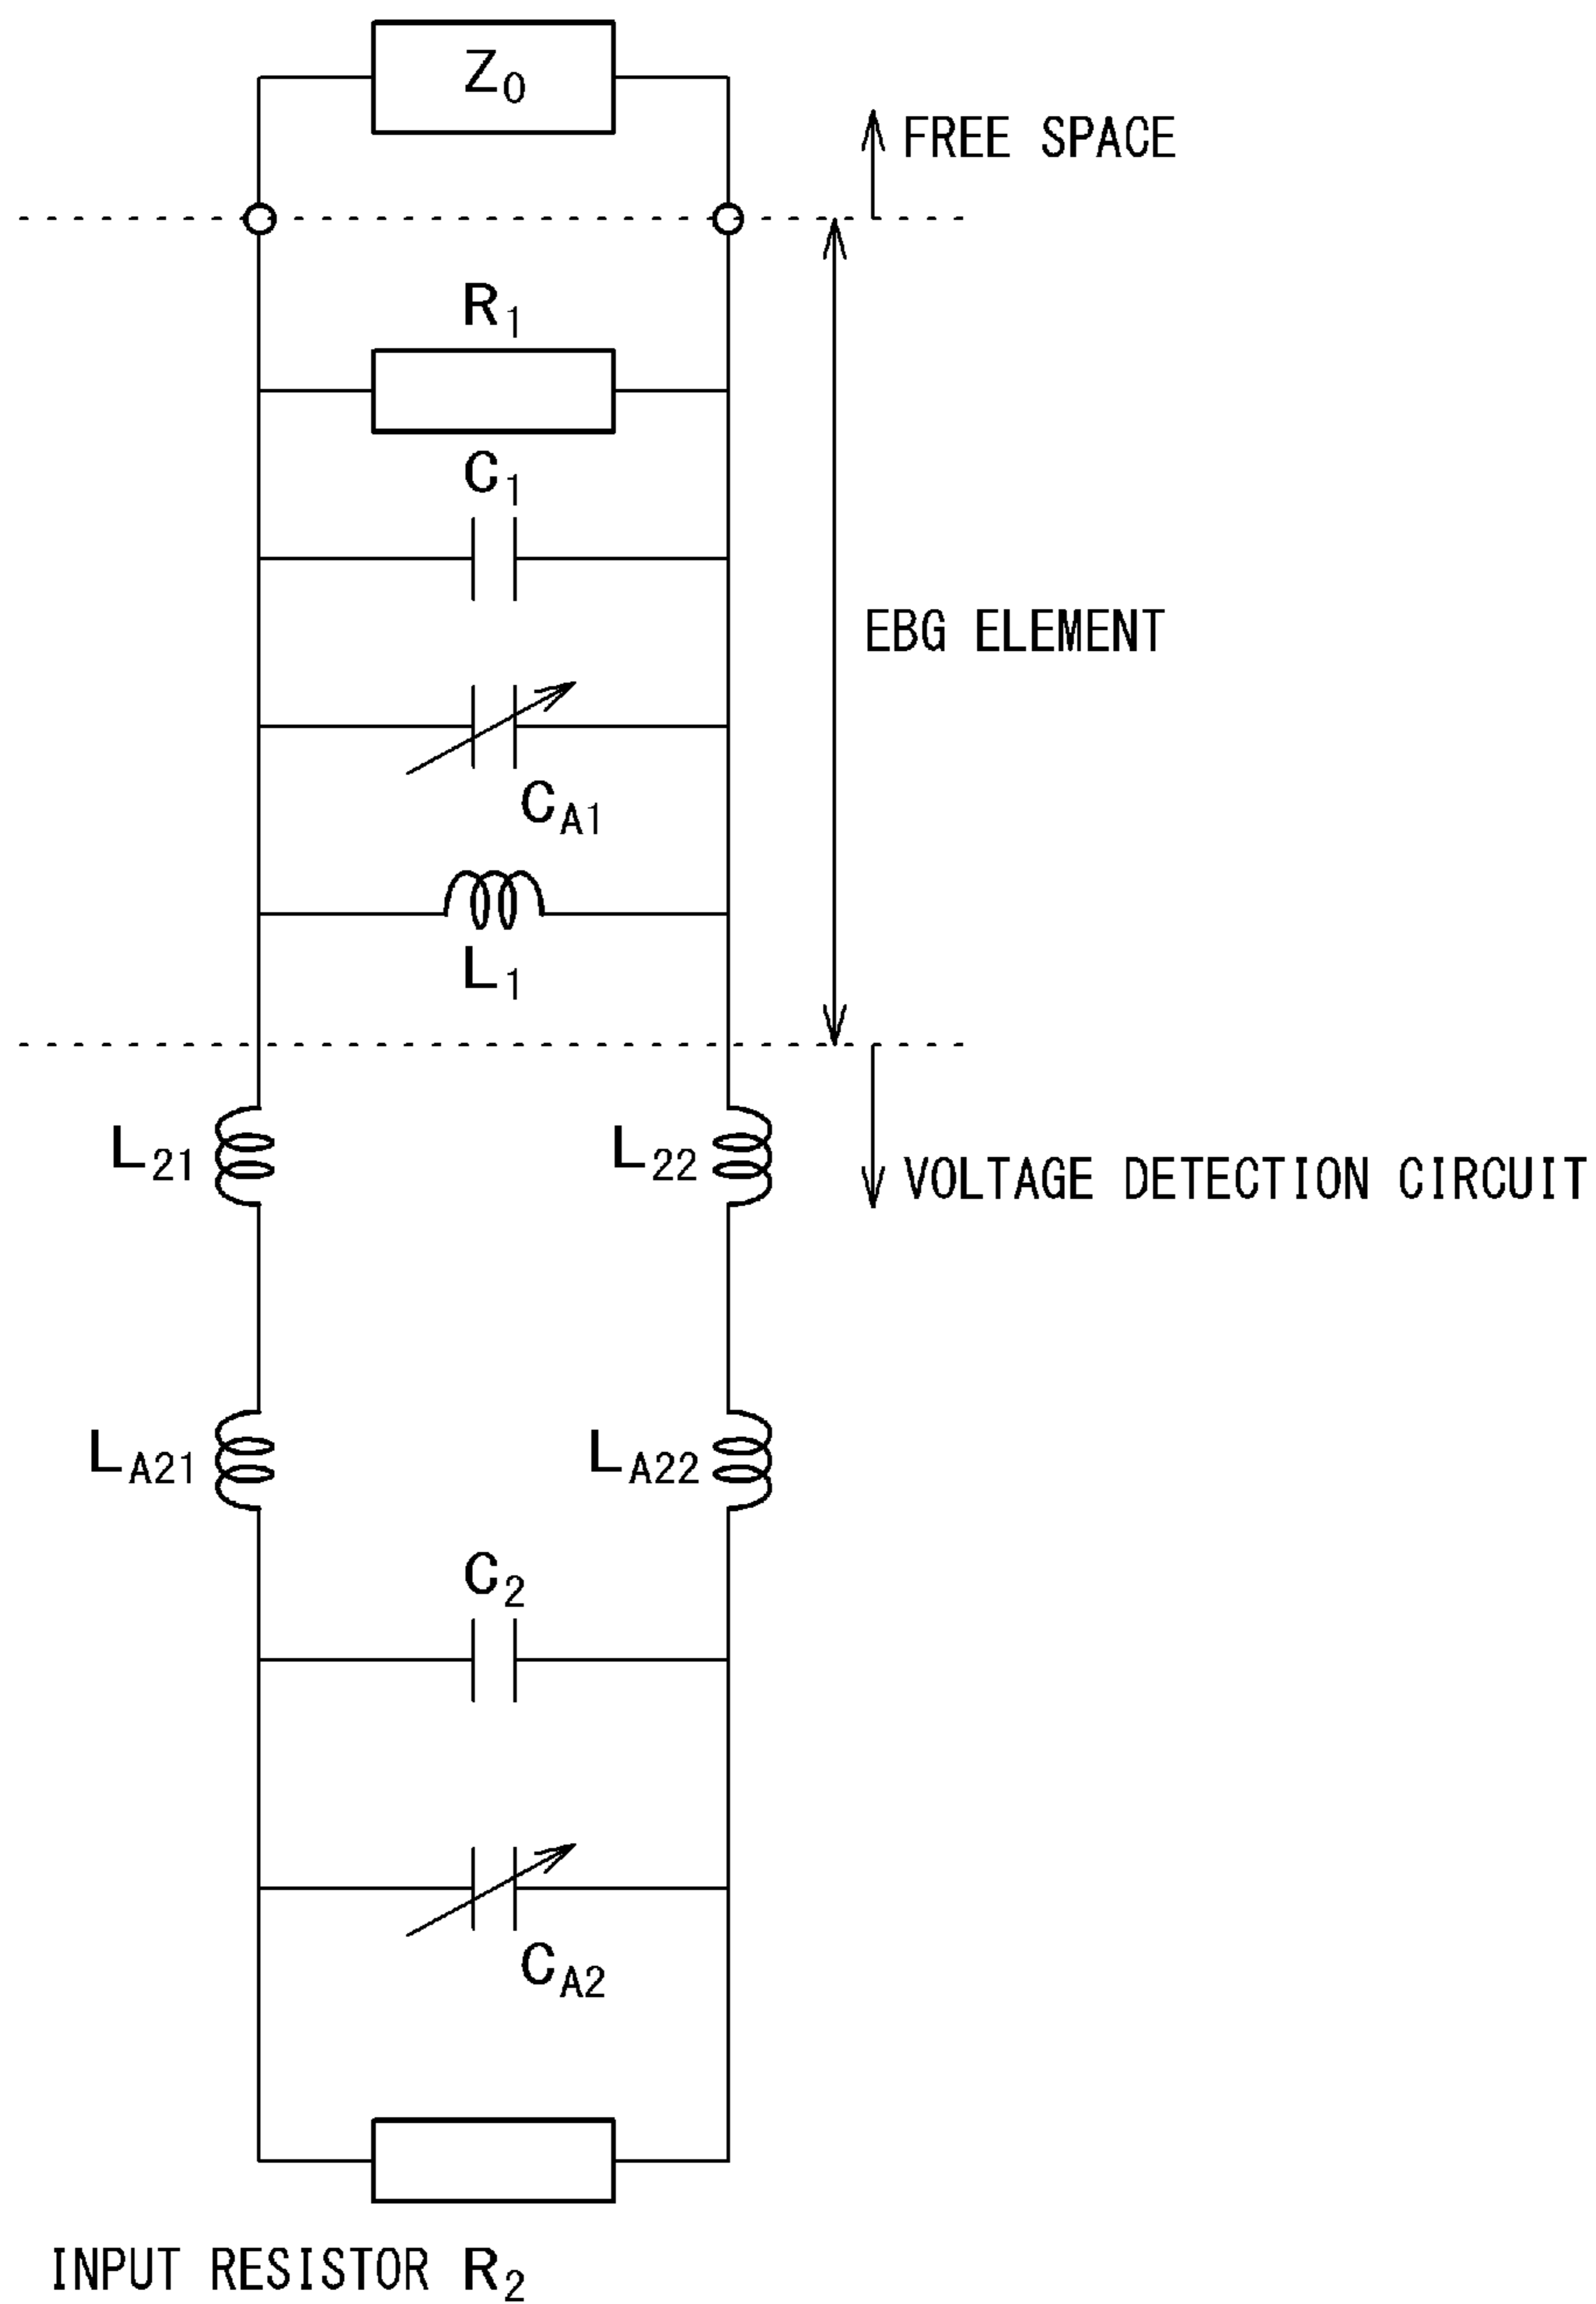 Z0
FREE SPACE
R1
C1
EBG ELEMENT
CA1
L1
L21
L22
VOLTAGE DETECTION CIRCUIT
LA21
LA22
C2
CA2
INPUT RESISTOR R2